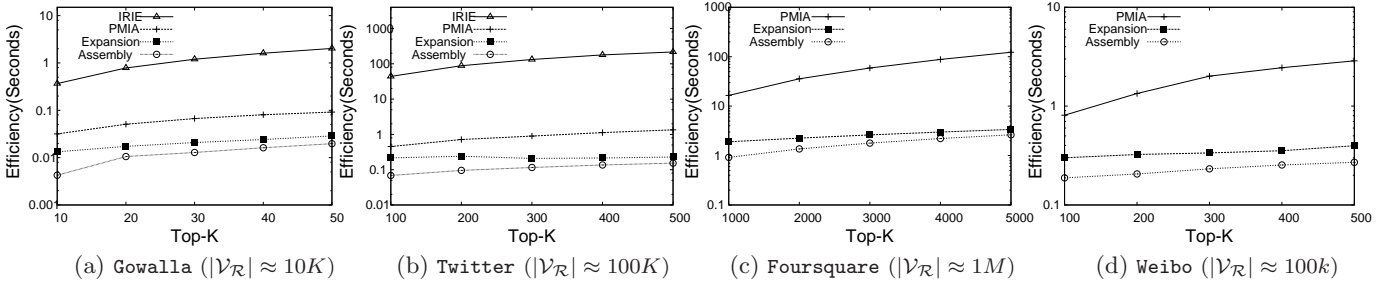 Efficiency(Seconds)
10
1
0.1
0.01
0.001
IRIE
PMIA
Expansion
Assembly
10 20 30 40 50
Top-K
(a) Gowalla (|𝒱_ℛ| ≈ 10K)
Efficiency(Seconds)
1000
100
10
1
0.1
0.01
IRIE
PMIA
Expansion
Assembly
100 200 300 400 500
Top-K
(b) Twitter (|𝒱_ℛ| ≈ 100K)
Efficiency(Seconds)
1000
100
10
1
0.1
PMIA
Expansion
Assembly
1000 2000 3000 4000 5000
Top-K
(c) Foursquare (|𝒱_ℛ| ≈ 1M)
Efficiency(Seconds)
10
1
0.1
PMIA
Expansion
Assembly
100 200 300 400 500
Top-K
(d) Weibo (|𝒱_ℛ| ≈ 100k)